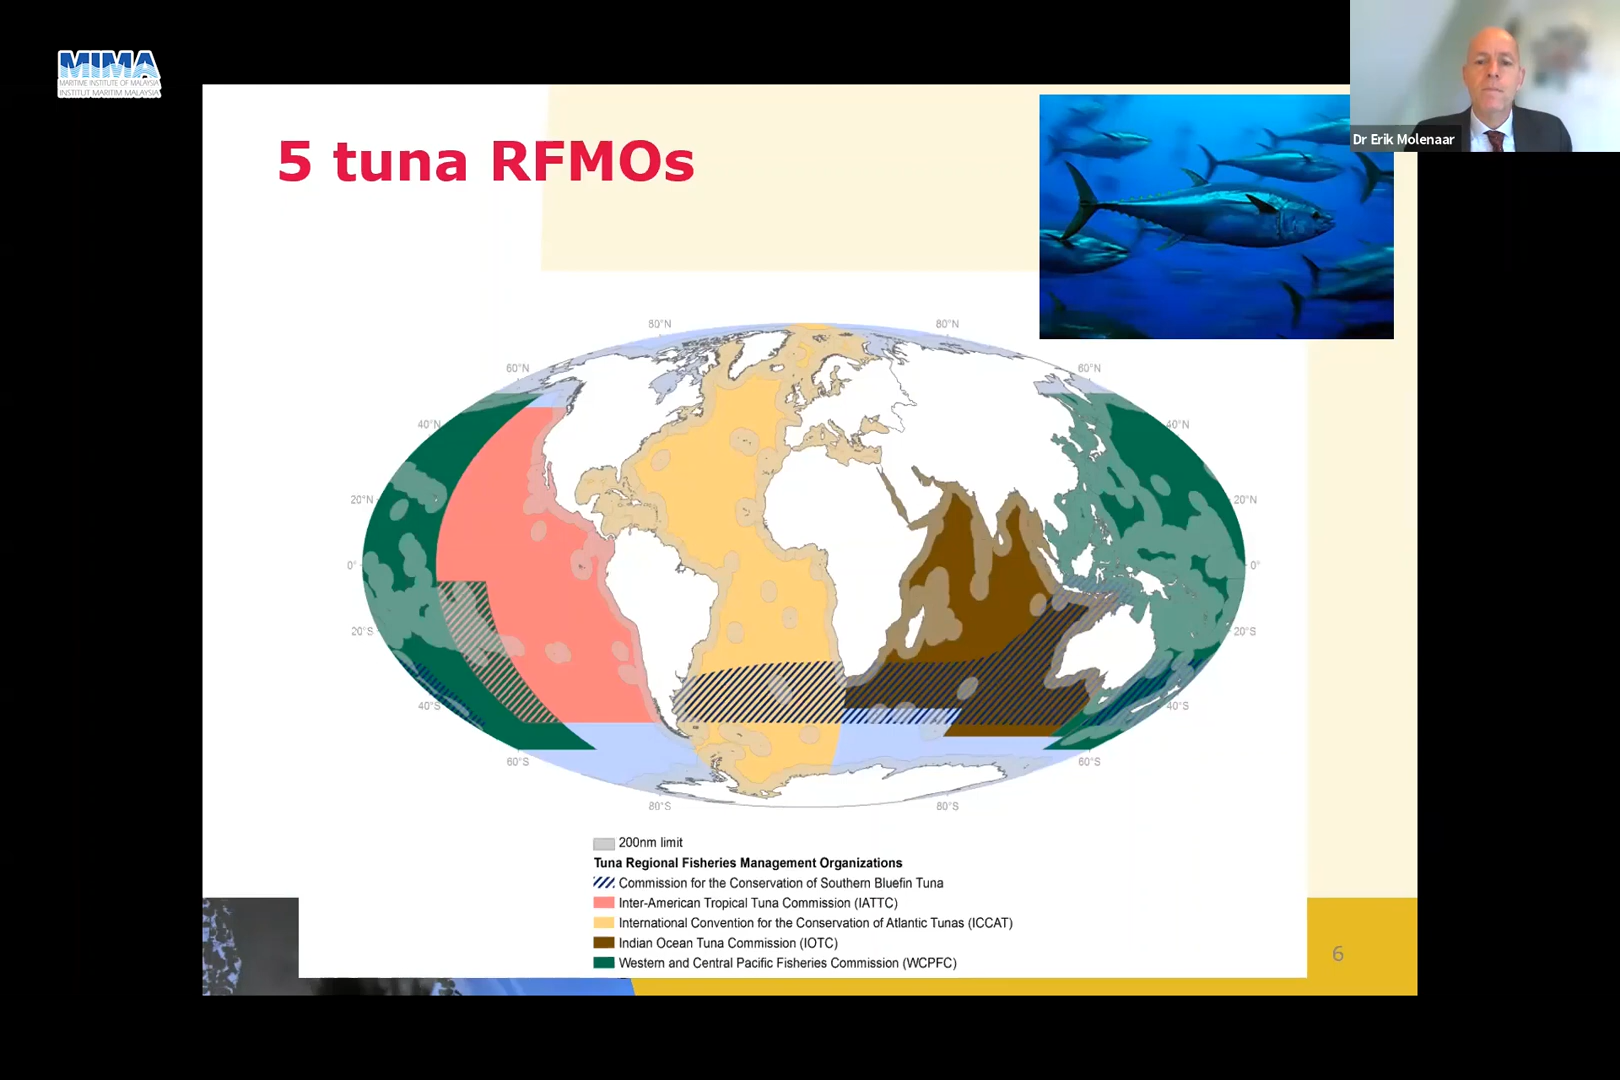 MIMA
MARITIME INSTITUTE OF MALAYSIA
INSTITUT MARITIM MALAYSIA
Dr Erik Molenaar
5 tuna RFMOs
80°N 80°N
60°N 60°N
40°N 40°N
20°N 20°N
0° 0°
20°S 20°S
40°S 40°S
60°S 60°S
80°S 80°S
200nm limit
Tuna Regional Fisheries Management Organizations
Commission for the Conservation of Southern Bluefin Tuna
Inter-American Tropical Tuna Commission (IATTC)
International Convention for the Conservation of Atlantic Tunas (ICCAT)
Indian Ocean Tuna Commission (IOTC)
Western and Central Pacific Fisheries Commission (WCPFC)
6